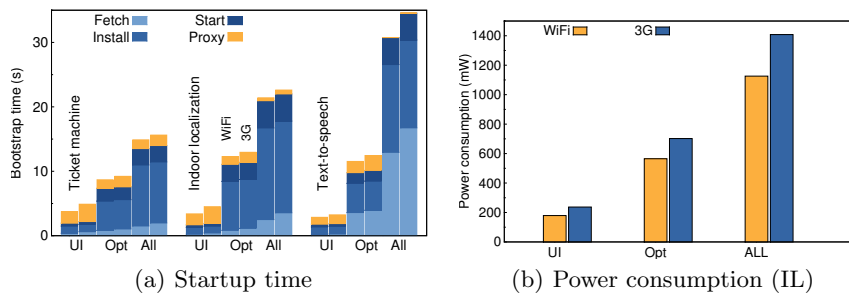 Fetch
Install
Start
Proxy
Bootstrap time (s)
30
20
10
0
Ticket machine
Indoor localization
WiFi
3G
Text-to-speech
UI Opt All
UI Opt All
UI Opt All
(a) Startup time
WiFi
3G
Power consumption (mW)
1400
1200
1000
800
600
400
200
0
UI Opt ALL
(b) Power consumption (IL)